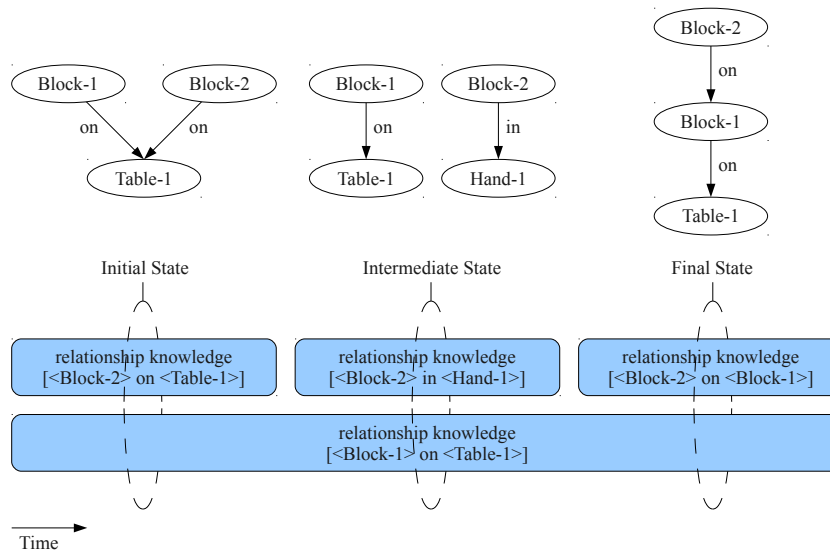 Block-2
on
Block-1
Block-2
Block-1
Block-2
Block-1
on
on
on
in
on
Table-1
Table-1
Hand-1
Table-1
Initial State
Intermediate State
Final State
relationship knowledge
[<Block-2> on <Table-1>]
relationship knowledge
[<Block-2> in <Hand-1>]
relationship knowledge
[<Block-2> on <Block-1>]
relationship knowledge
[<Block-1> on <Table-1>]
Time